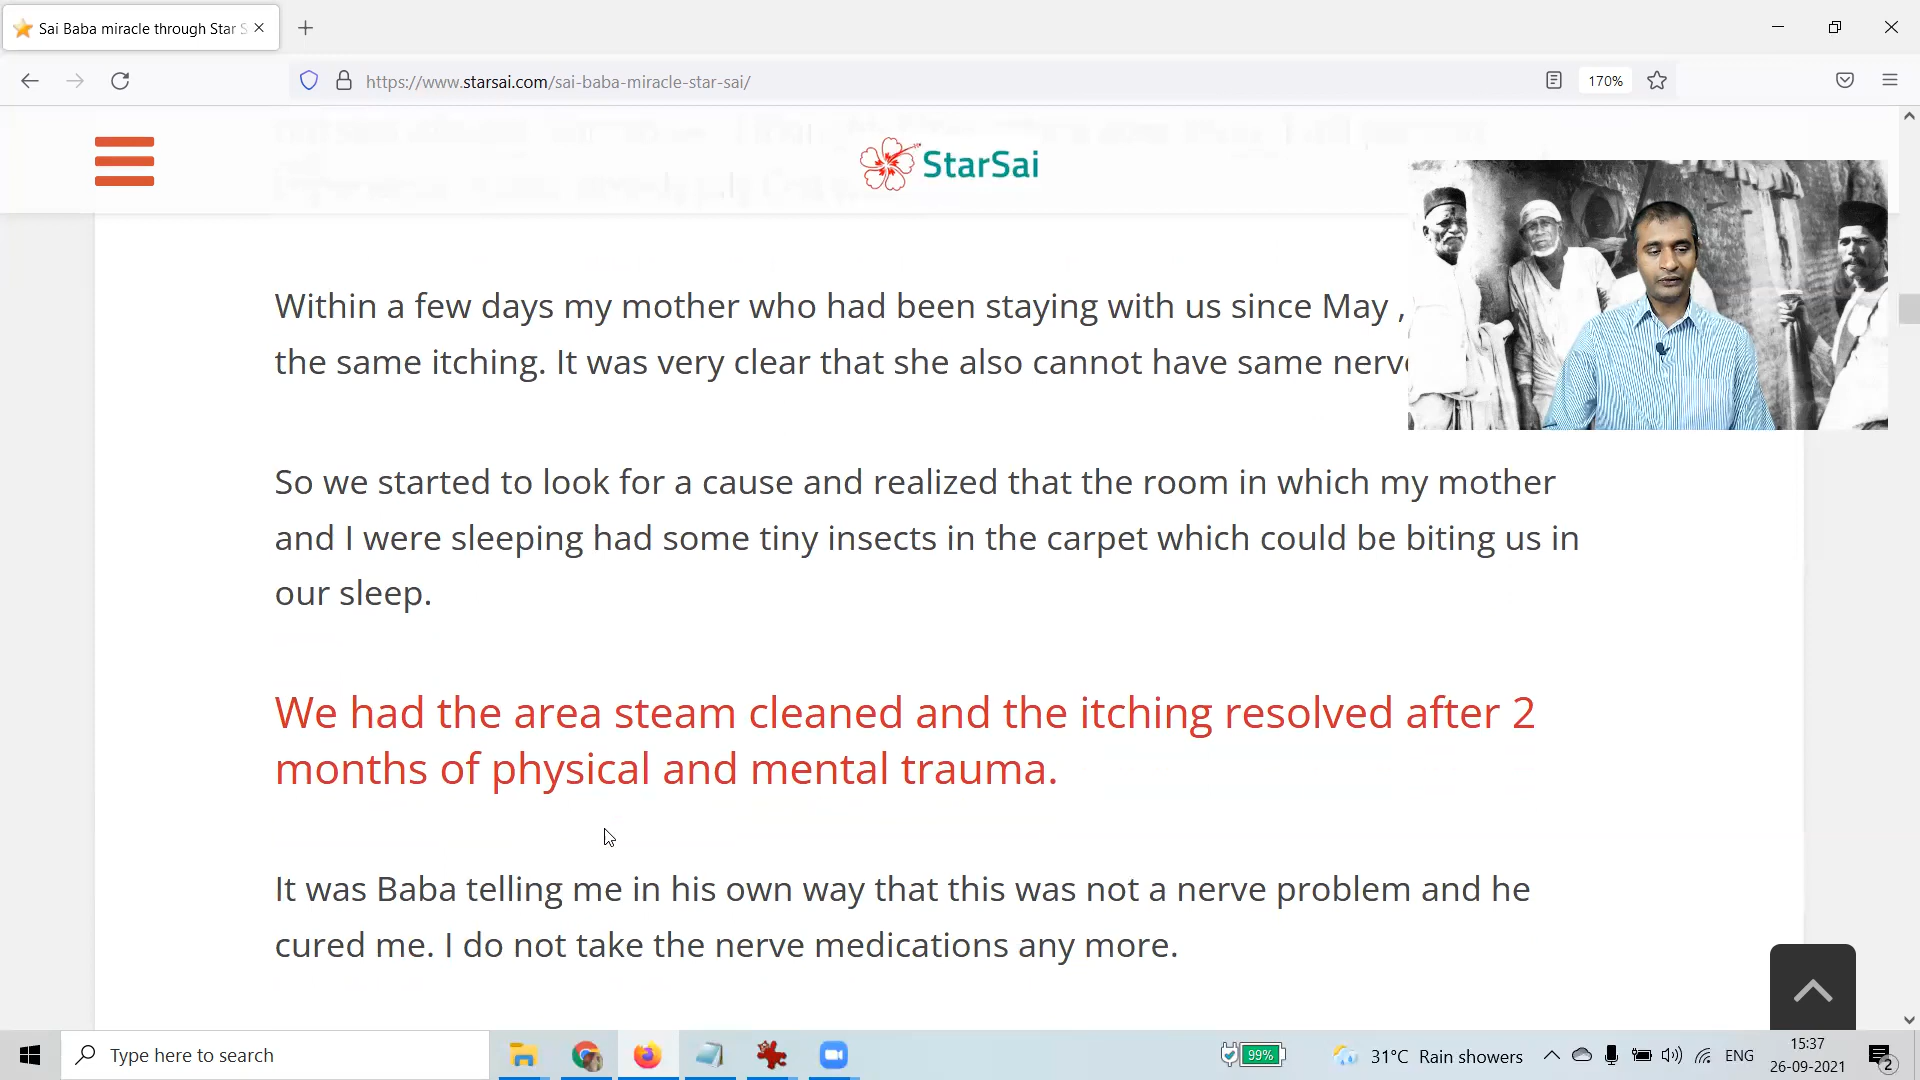 Sai Baba miracle through Star S
https://www.starsai.com/sai-baba-miracle-star-sai/
170%
StarSai
Within a few days my mother who had been staying with us since May ,
the same itching. It was very clear that she also cannot have same nerve
So we started to look for a cause and realized that the room in which my mother
and I were sleeping had some tiny insects in the carpet which could be biting us in
our sleep.
We had the area steam cleaned and the itching resolved after 2
months of physical and mental trauma.
It was Baba telling me in his own way that this was not a nerve problem and he
cured me. I do not take the nerve medications any more.
Type here to search
99%
31°C Rain showers
ENG
15:37
26-09-2021
2